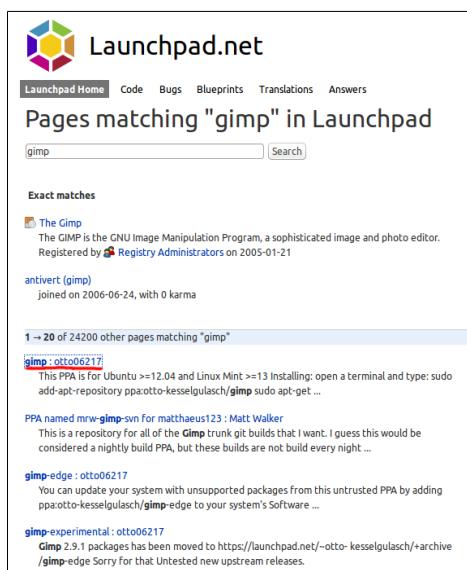 Launchpad.net
Launchpad Home Code Bugs Blueprints Translations Answers
Pages matching "gimp" in Launchpad
gimp Search
Exact matches
The Gimp
The GIMP is the GNU Image Manipulation Program, a sophisticated image and photo editor.
Registered by Registry Administrators on 2005-01-21
antivert (gimp)
joined on 2006-06-24, with 0 karma
1 → 20 of 24200 other pages matching "gimp"
gimp : otto06217
This PPA is for Ubuntu >=12.04 and Linux Mint >=13 Installing: open a terminal and type: sudo
add-apt-repository ppa:otto-kesselgulasch/gimp sudo apt-get ...
PPA named mrw-gimp-svn for matthaeus123 : Matt Walker
This is a repository for all of the Gimp trunk git builds that I want. I guess this would be
considered a nightly build PPA, but these builds are not build every night ...
gimp-edge : otto06217
You can update your system with unsupported packages from this untrusted PPA by adding
ppa:otto-kesselgulasch/gimp-edge to your system's Software ...
gimp-experimental : otto06217
Gimp 2.9.1 packages has been moved to https://launchpad.net/~otto- kesselgulasch/+archive
/gimp-edge Sorry for that Untested new upstream releases.